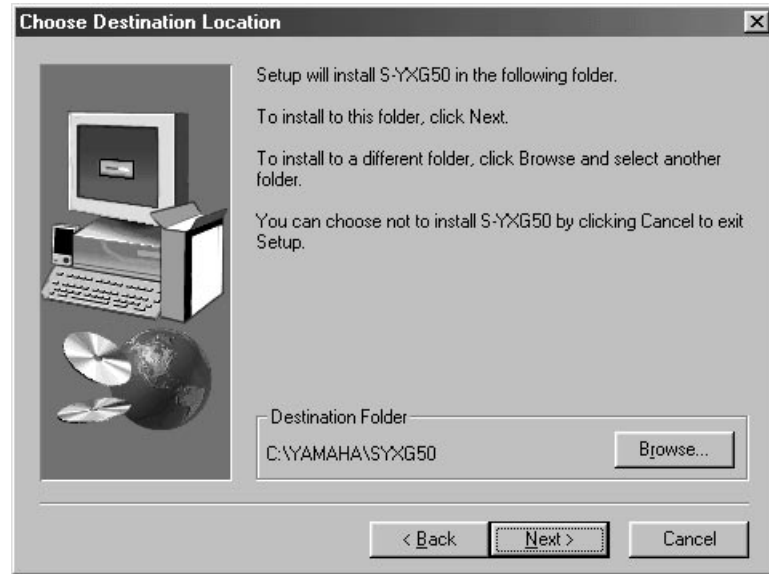 Choose Destination Location
Setup will install S-YXG50 in the following folder.
To install to this folder, click Next.
To install to a different folder, click Browse and select another
folder.
You can choose not to install S-YXG50 by clicking Cancel to exit
Setup.
Destination Folder
C:\YAMAHA\SYXG50
Browse...
< Back
Next >
Cancel